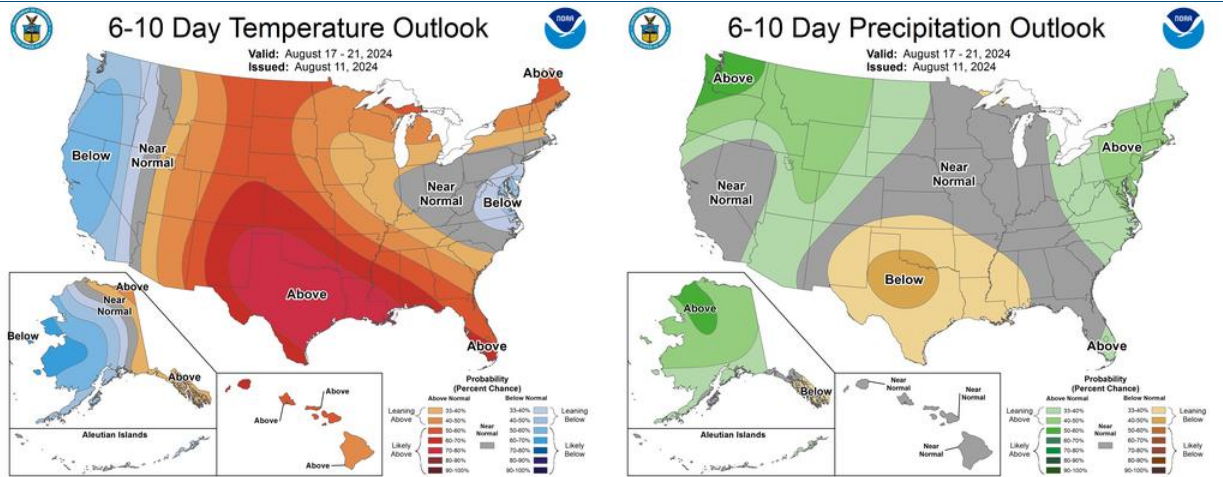 6-10 Day Temperature Outlook
Valid: August 17 - 21, 2024
Issued: August 11, 2024
NOAA
Above
Below
Near
Normal
Near
Normal
Below
Above
Above
Above
Near
Normal
Below
Above
Aleutian Islands
Above
Above
Above
Probability
(Percent Chance)
Above Normal
Below Normal
Leaning
Above
33-40%
40-50%
Likely
Above
50-60%
60-70%
70-80%
80-90%
90-100%
Near
Normal
33-40%
40-50%
Leaning
Below
50-60%
60-70%
70-80%
80-90%
90-100%
Likely
Below
6-10 Day Precipitation Outlook
Valid: August 17 - 21, 2024
Issued: August 11, 2024
NOAA
Above
Near
Normal
Near
Normal
Above
Below
Above
Above
Below
Aleutian Islands
Near
Normal
Near
Normal
Near
Normal
Probability
(Percent Chance)
Above Normal
Below Normal
Leaning
Above
33-40%
40-50%
Likely
Above
50-60%
60-70%
70-80%
80-90%
90-100%
Near
Normal
33-40%
40-50%
Leaning
Below
50-60%
60-70%
70-80%
80-90%
90-100%
Likely
Below